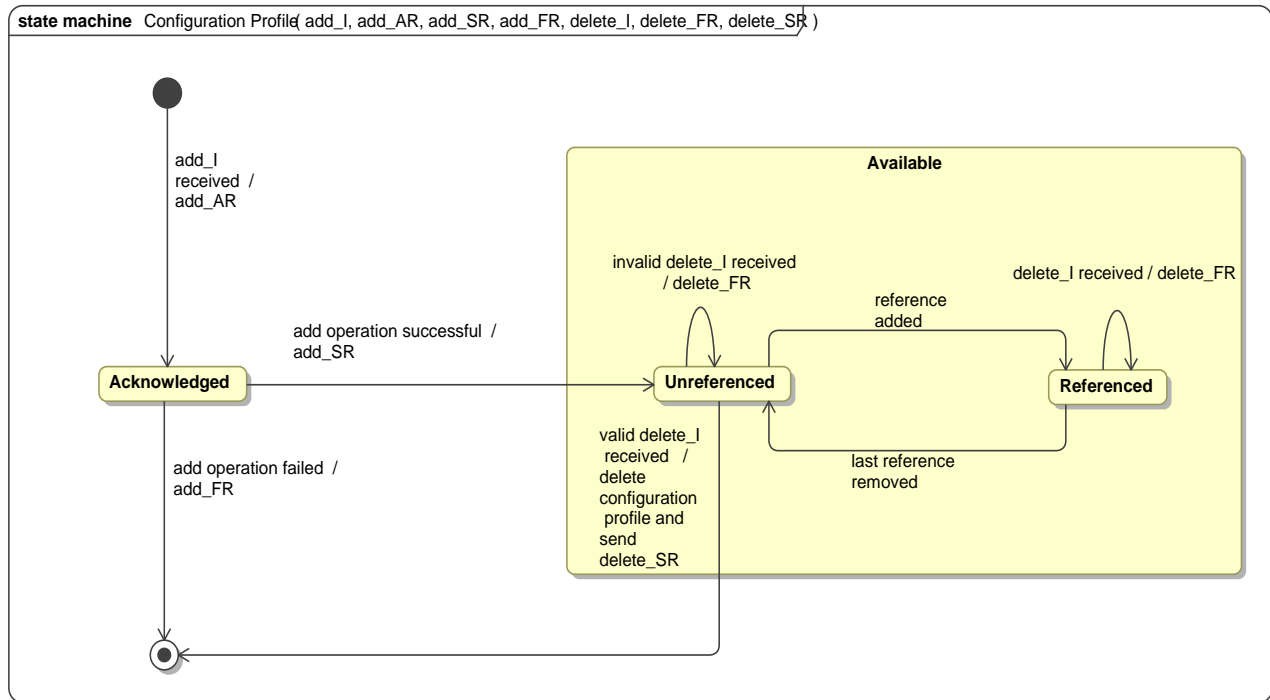 state machine Configuration Profile( add_I, add_AR, add_SR, add_FR, delete_I, delete_FR, delete_SR )
add_I
received /
add_AR
Available
invalid delete_I received
/ delete_FR
delete_I received / delete_FR
reference
added
add operation successful /
add_SR
Acknowledged
Unreferenced
Referenced
valid delete_I
received /
delete
configuration
profile and
send
delete_SR
last reference
removed
add operation failed /
add_FR